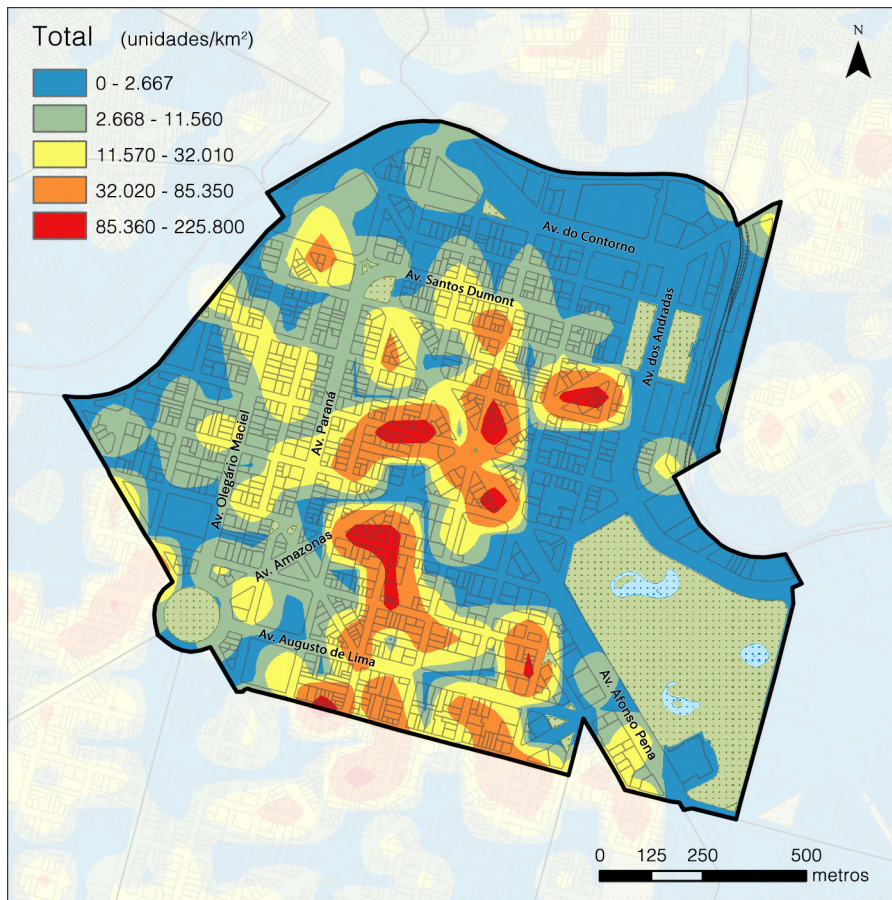 Total (unidades/km²)
0 - 2.667
2.668 - 11.560
11.570 - 32.010
32.020 - 85.350
85.360 - 225.800
N
Av. do Contorno
Av. Santos Dumont
Av. dos Andradas
Av. Paraná
Av. Olegário Maciel
Av. Amazonas
Av. Augusto de Lima
Av. Afonso Pena
0 125 250 500
metros